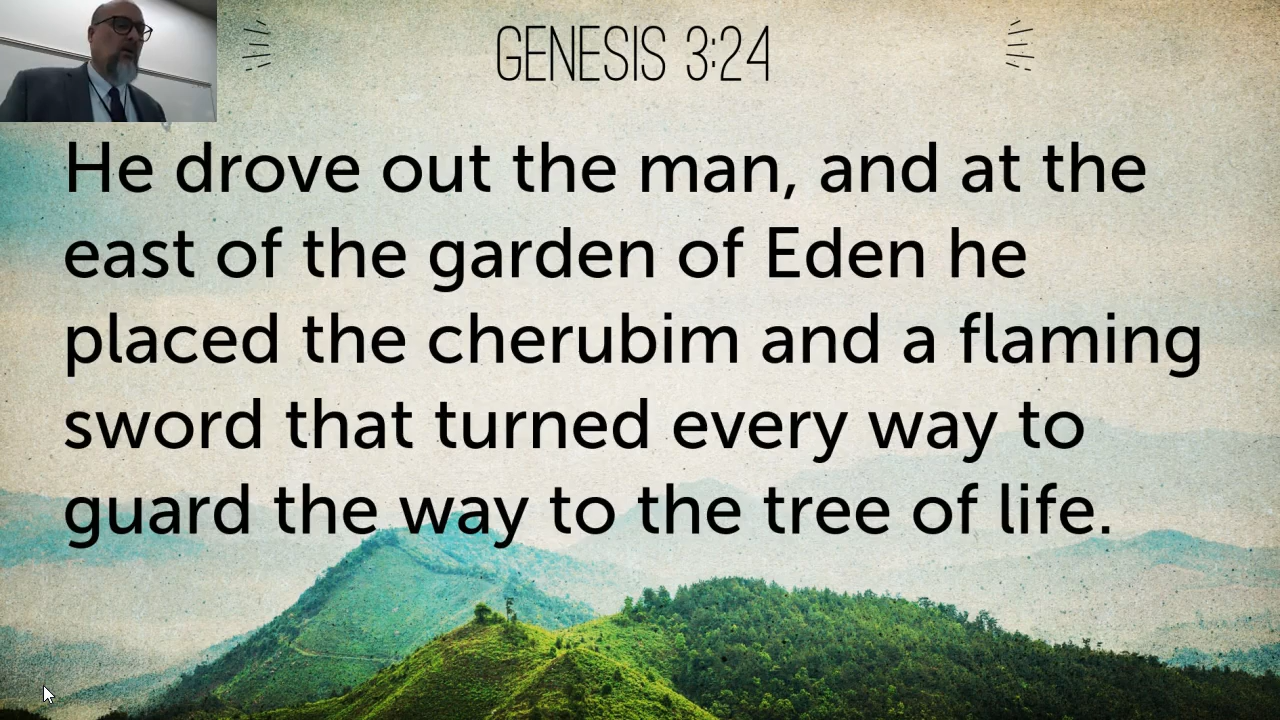 GENESIS 3:24
He drove out the man, and at the
east of the garden of Eden he
placed the cherubim and a flaming
sword that turned every way to
guard the way to the tree of life.